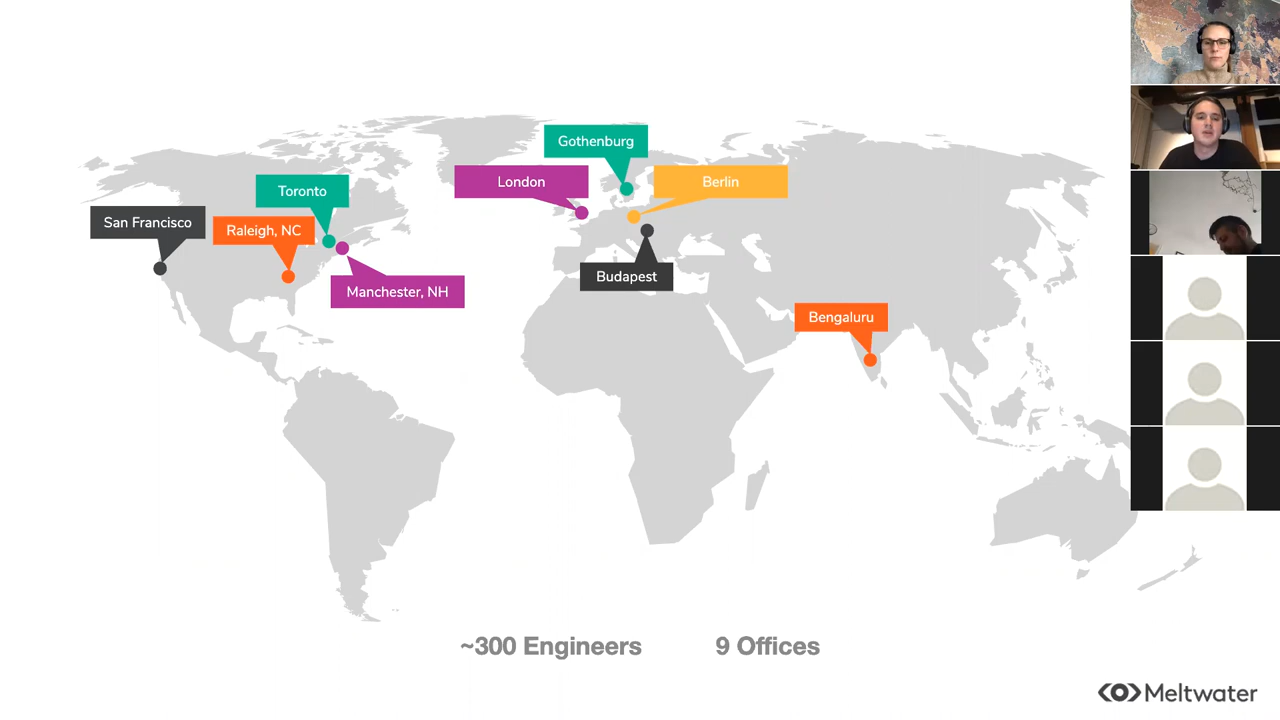 Gothenburg
London
Berlin
Toronto
San Francisco
Raleigh, NC
Budapest
Manchester, NH
Bengaluru
~300 Engineers
9 Offices
Meltwater